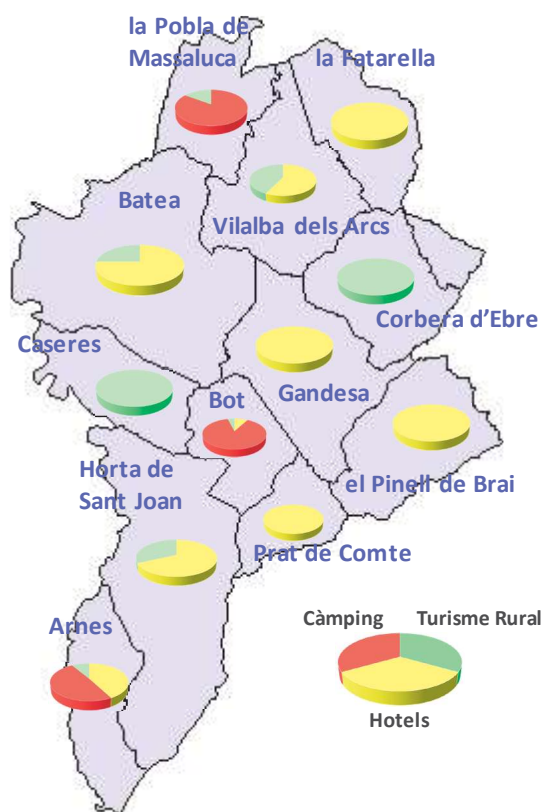 la Pobla de
Massaluca
la Fatarella
Batea
Vilalba dels Arcs
Corbera d’Ebre
Caseres
Gandesa
Bot
el Pinell de Brai
Horta de
Sant Joan
Prat de Comte
Arnes
Càmping
Turisme Rural
Hotels